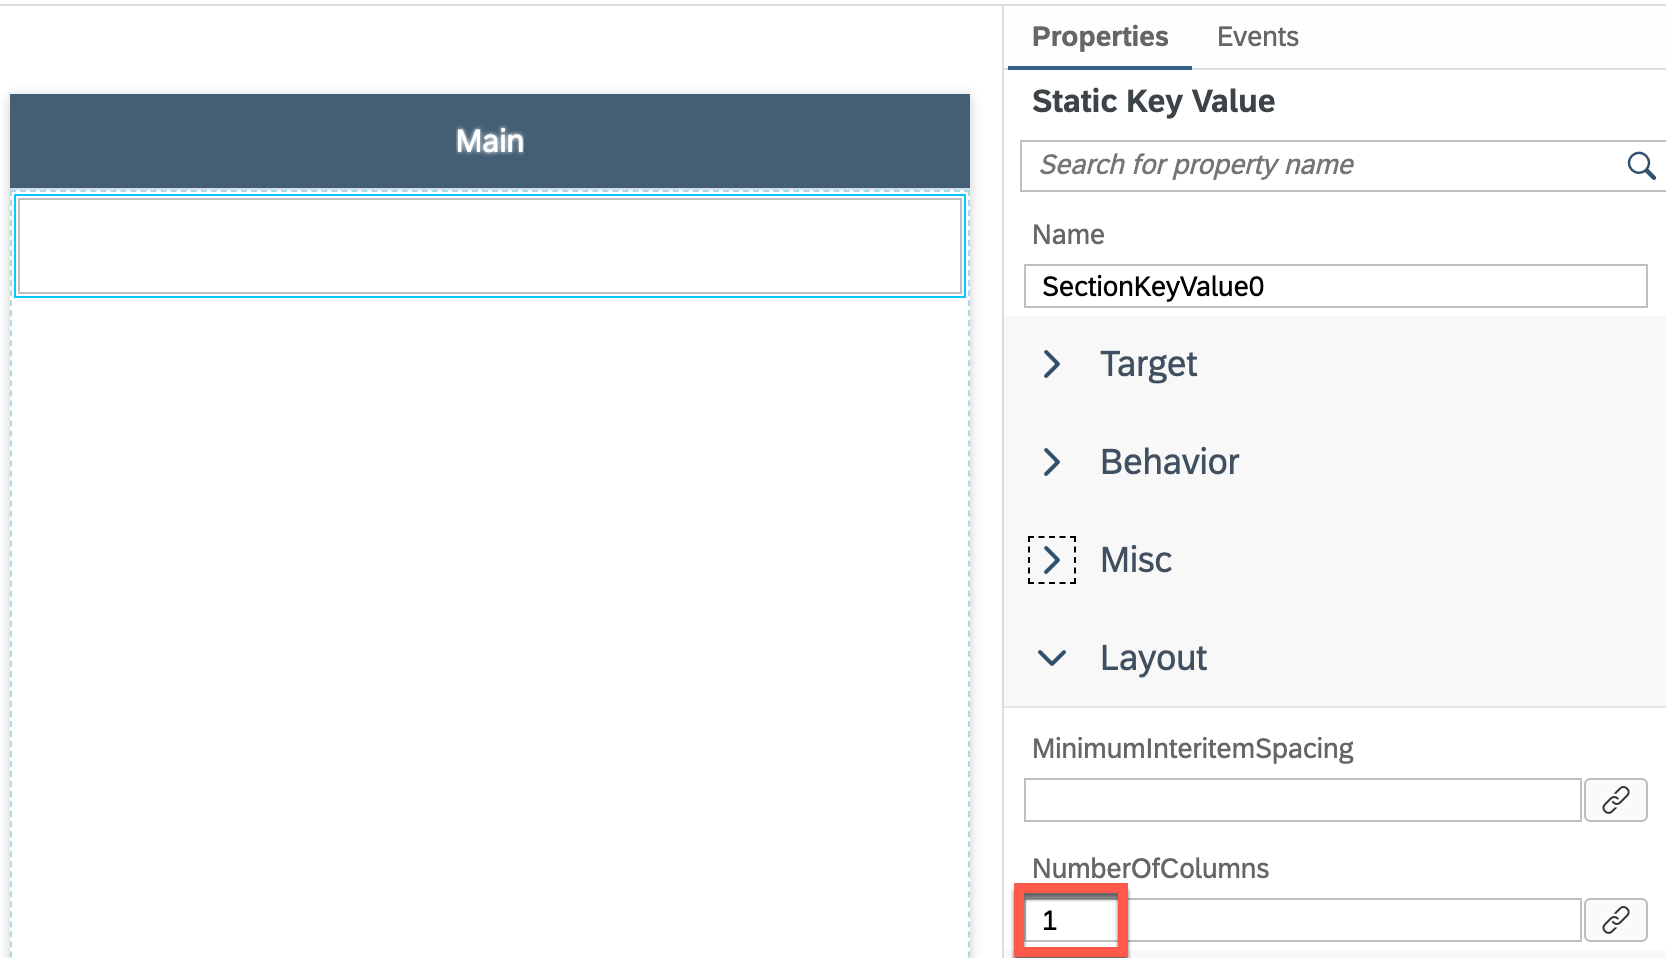 Main
Properties
Events
Static Key Value
Search for property name
Name
SectionKeyValue0
Target
Behavior
Misc
Layout
MinimumInteritemSpacing
NumberOfColumns
1